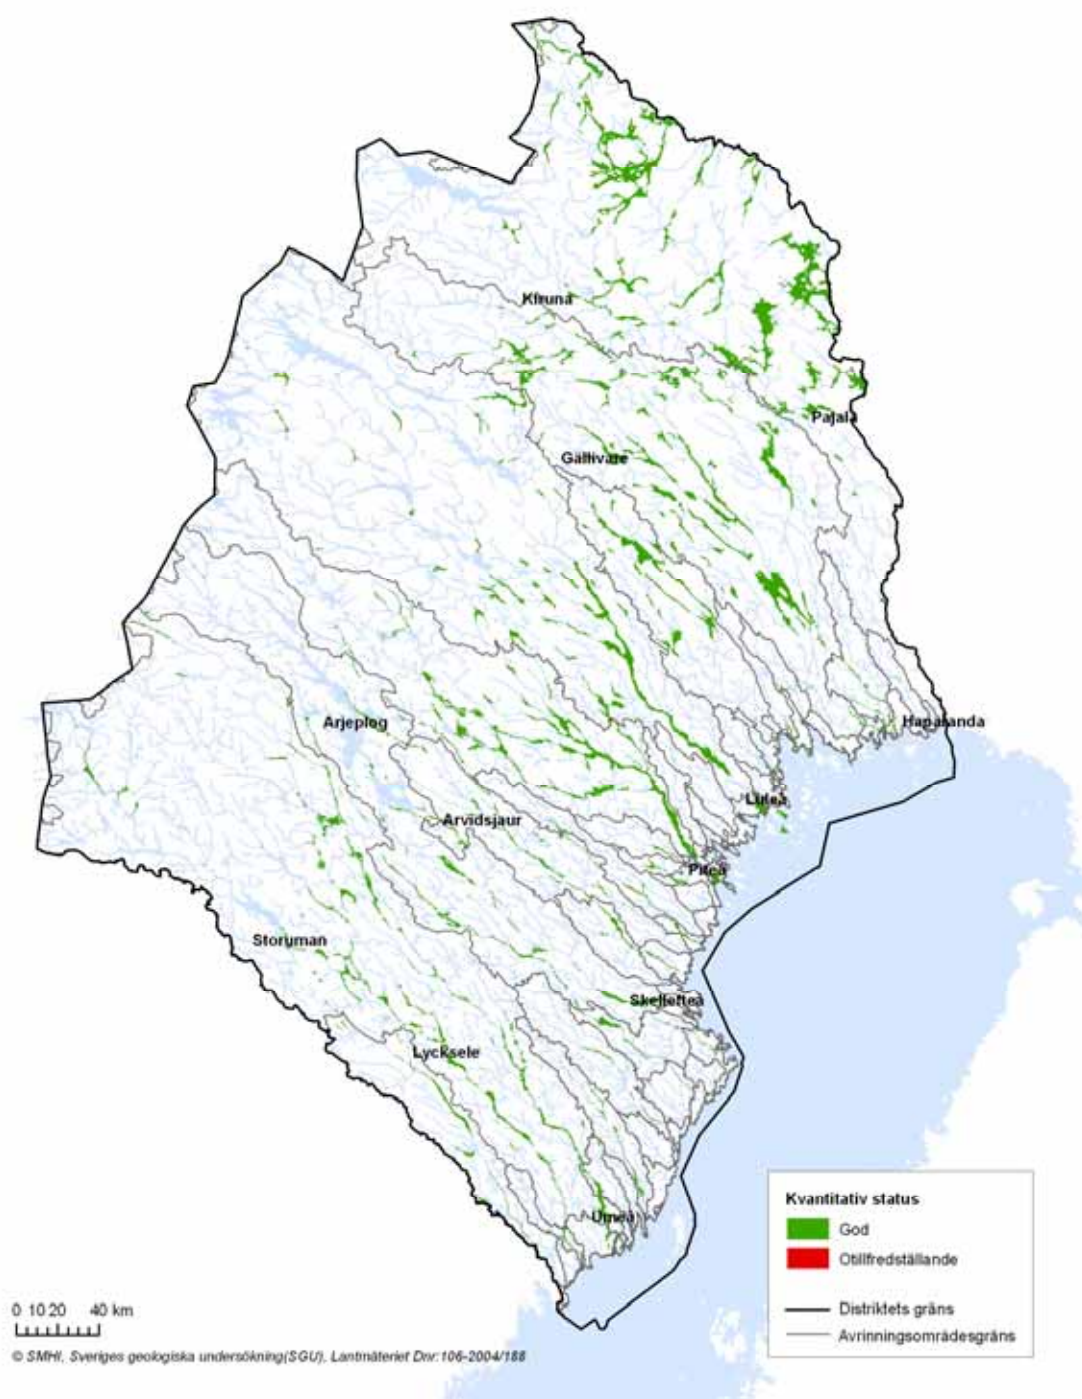 Kiruna
Pajala
Gällivare
Haparanda
Arjeplog
Luleå
Arvidsjaur
Piteå
Storuman
Skellefteå
Lycksele
Umeå
Kvantitativ status
God
Otillfredställande
Distriktets gräns
Avrinningsområdesgräns
0 10 20 40 km
© SMHI, Sveriges geologiska undersökning(SGU), Lantmäteriet Dnr:106-2004/188